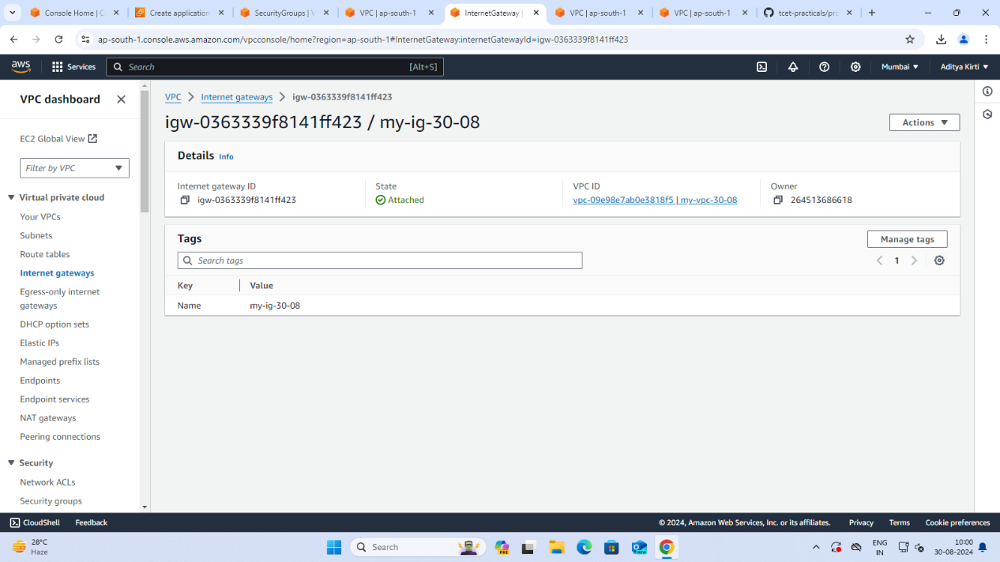 Console Home | C
Create application
SecurityGroups | V
VPC | ap-south-1
InternetGateway |
VPC | ap-south-1
VPC | ap-south-1
tcet-practicals/pro
ap-south-1.console.aws.amazon.com/vpcconsole/home?region=ap-south-1#InternetGateway:internetGatewayId=igw-0363339f8141ff423
aws
Services
Search
[Alt+S]
Mumbai
Aditya Kirti
VPC dashboard
EC2 Global View
Filter by VPC
Virtual private cloud
Your VPCs
Subnets
Route tables
Internet gateways
Egress-only internet
gateways
DHCP option sets
Elastic IPs
Managed prefix lists
Endpoints
Endpoint services
NAT gateways
Peering connections
Security
Network ACLs
Security groups
VPC
Internet gateways
igw-0363339f8141ff423
igw-0363339f8141ff423 / my-ig-30-08
Actions
Details Info
Internet gateway ID
igw-0363339f8141ff423
State
Attached
VPC ID
vpc-09e98e7ab0e3818f5 | my-vpc-30-08
Owner
264513686618
Tags
Manage tags
Search tags
1
Key
Value
Name
my-ig-30-08
CloudShell
Feedback
© 2024, Amazon Web Services, Inc. or its affiliates.
Privacy
Terms
Cookie preferences
28°C
Haze
Search
PRE
NEW
ENG
IN
10:00
30-08-2024